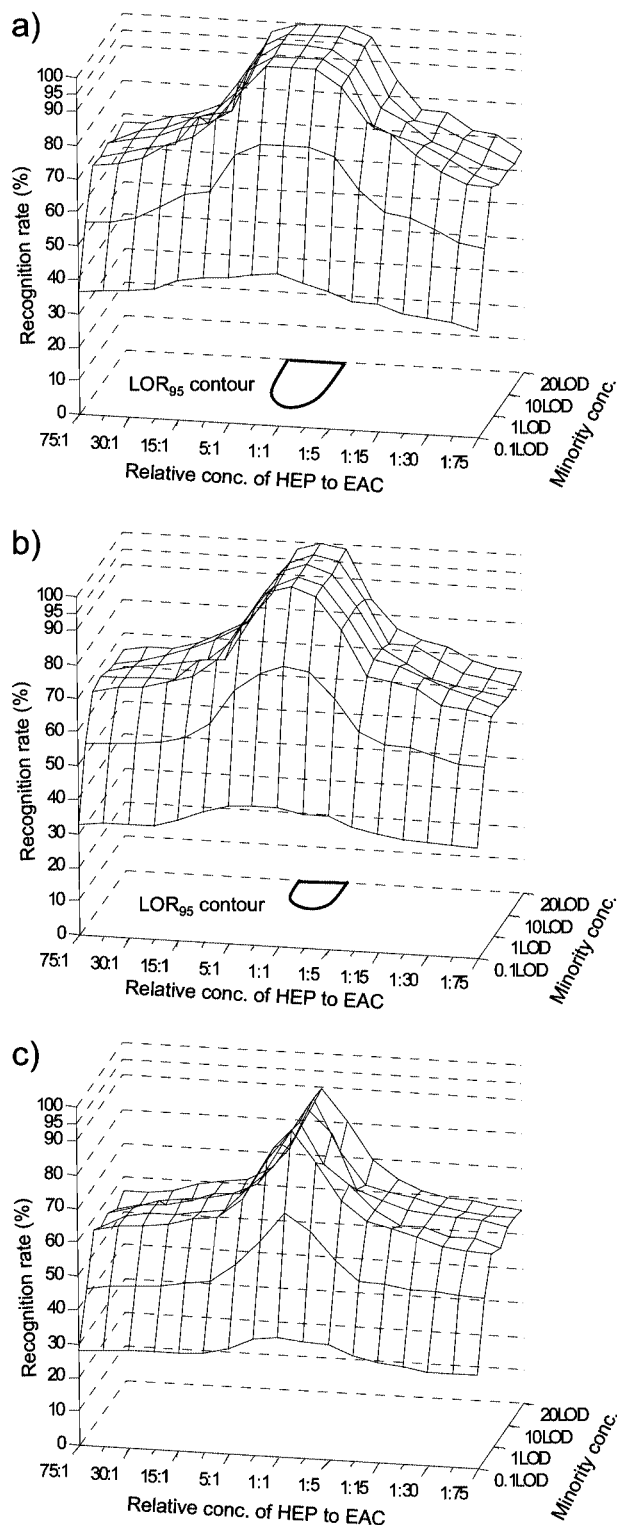 a)
100
95
90
80
70
60
50
40
30
20
10
0
Recognition rate (%)
LOR95 contour
75:1 30:1 15:1 5:1 1:1 1:5 1:15 1:30 1:75
Relative conc. of HEP to EAC
20LOD
10LOD
1LOD
0.1LOD
Minority conc.
b)
100
95
90
80
70
60
50
40
30
20
10
0
Recognition rate (%)
LOR95 contour
75:1 30:1 15:1 5:1 1:1 1:5 1:15 1:30 1:75
Relative conc. of HEP to EAC
20LOD
10LOD
1LOD
0.1LOD
Minority conc.
c)
100
95
90
80
70
60
50
40
30
20
10
0
Recognition rate (%)
75:1 30:1 15:1 5:1 1:1 1:5 1:15 1:30 1:75
Relative conc. of HEP to EAC
20LOD
10LOD
1LOD
0.1LOD
Minority conc.